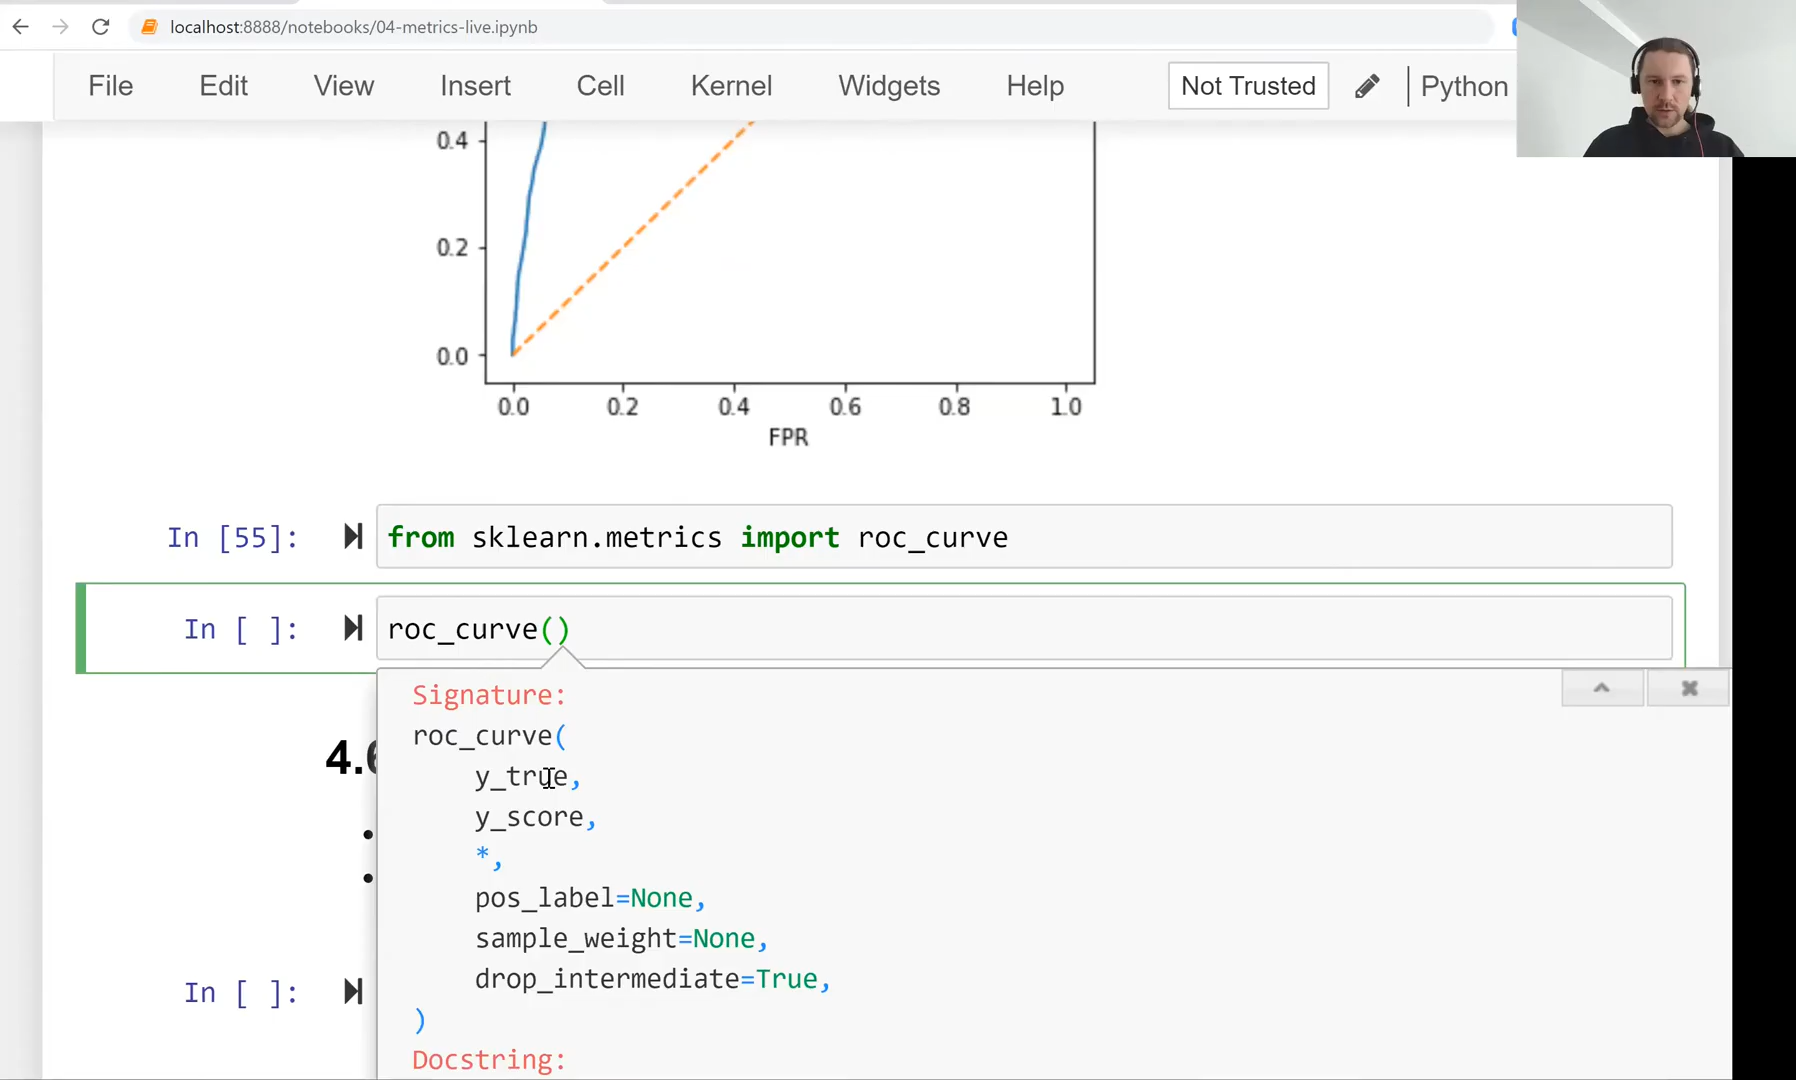 localhost:8888/notebooks/04-metrics-live.ipynb
File Edit View Insert Cell Kernel Widgets Help Not Trusted Python
0.4
0.2
0.0
0.0 0.2 0.4 0.6 0.8 1.0
FPR
In [55]: from sklearn.metrics import roc_curve
In [ ]: roc_curve()
Signature:
roc_curve(
y_true,
y_score,
*,
pos_label=None,
sample_weight=None,
drop_intermediate=True,
)
Docstring:
4.6
In [ ]: